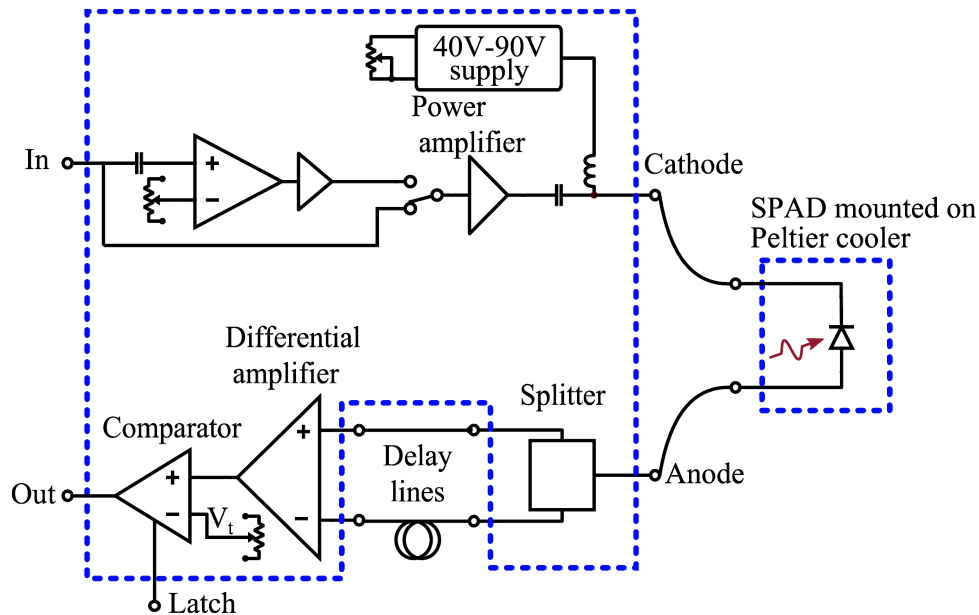 40V-90V
supply
Power
amplifier
In
+
−
Cathode
SPAD mounted on
Peltier cooler
Differential
amplifier
Splitter
Comparator
+
Delay
lines
Anode
Out
+
−
V_t
−
Latch